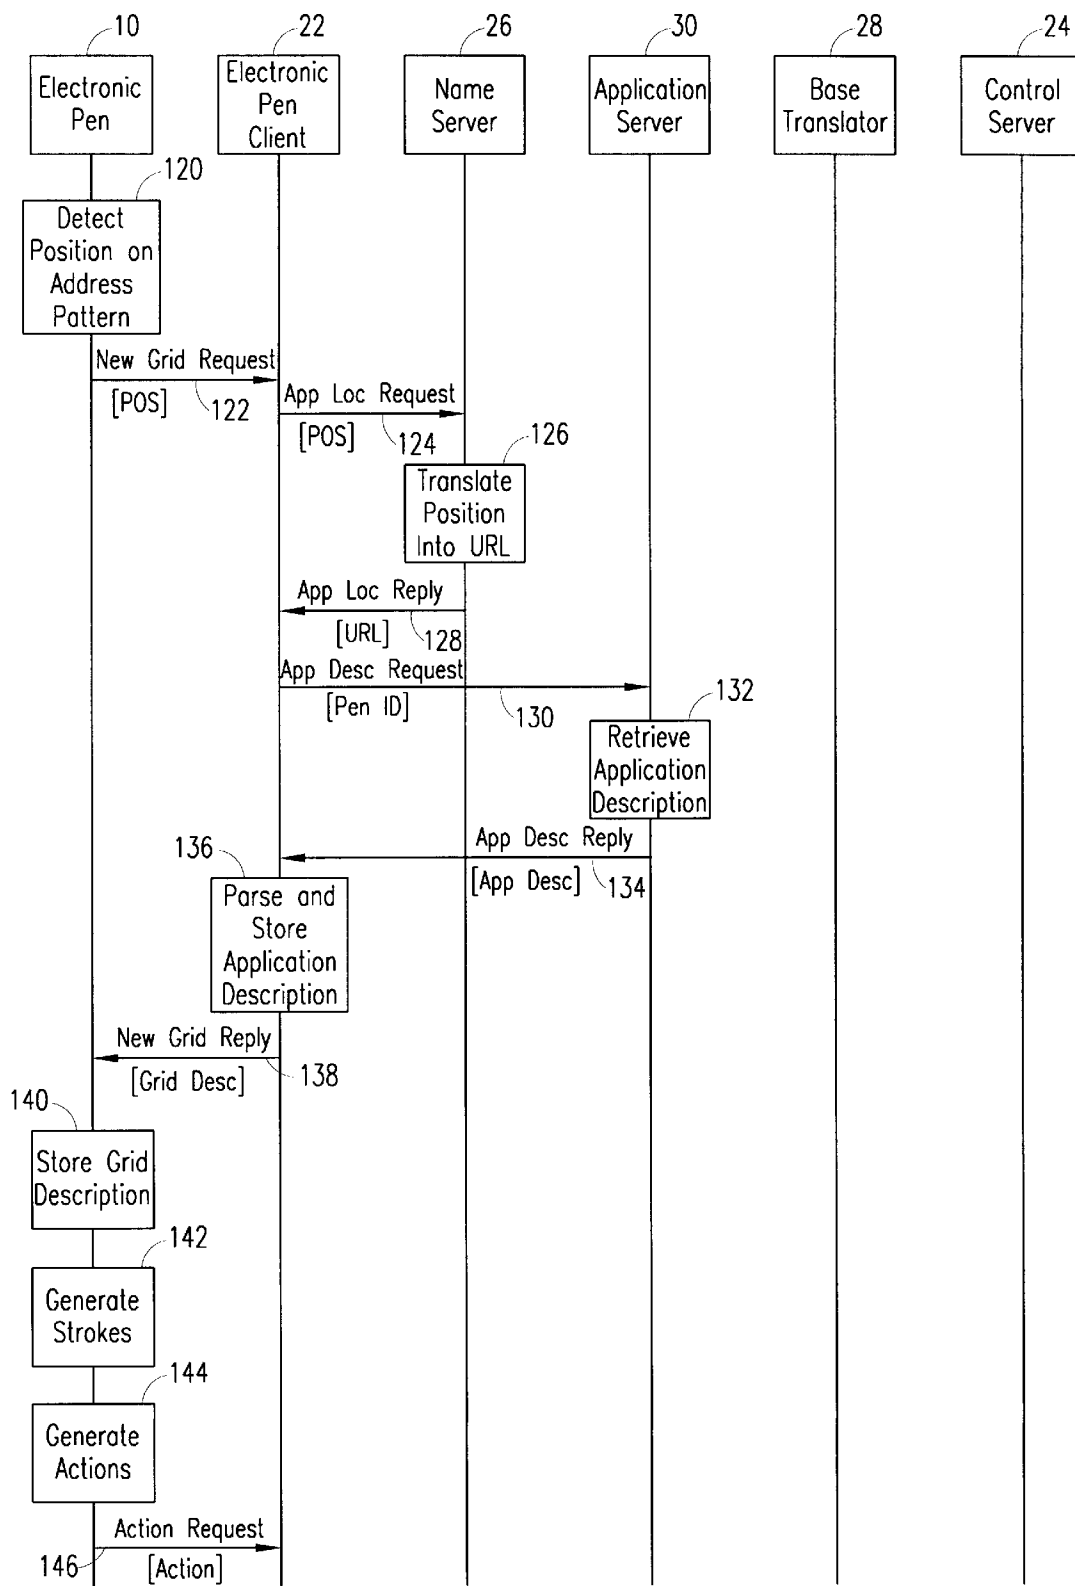 10
22
26
30
28
24
Electronic
Pen
Electronic
Pen
Client
Name
Server
Application
Server
Base
Translator
Control
Server
120
Detect
Position on
Address
Pattern
New Grid Request
[POS]
122
App Loc Request
[POS]
124
126
Translate
Position
Into URL
App Loc Reply
[URL]
128
App Desc Request
[Pen ID]
130
132
Retrieve
Application
Description
App Desc Reply
[App Desc]
134
136
Parse and
Store
Application
Description
New Grid Reply
[Grid Desc]
138
140
Store Grid
Description
142
Generate
Strokes
144
Generate
Actions
Action Request
146
[Action]